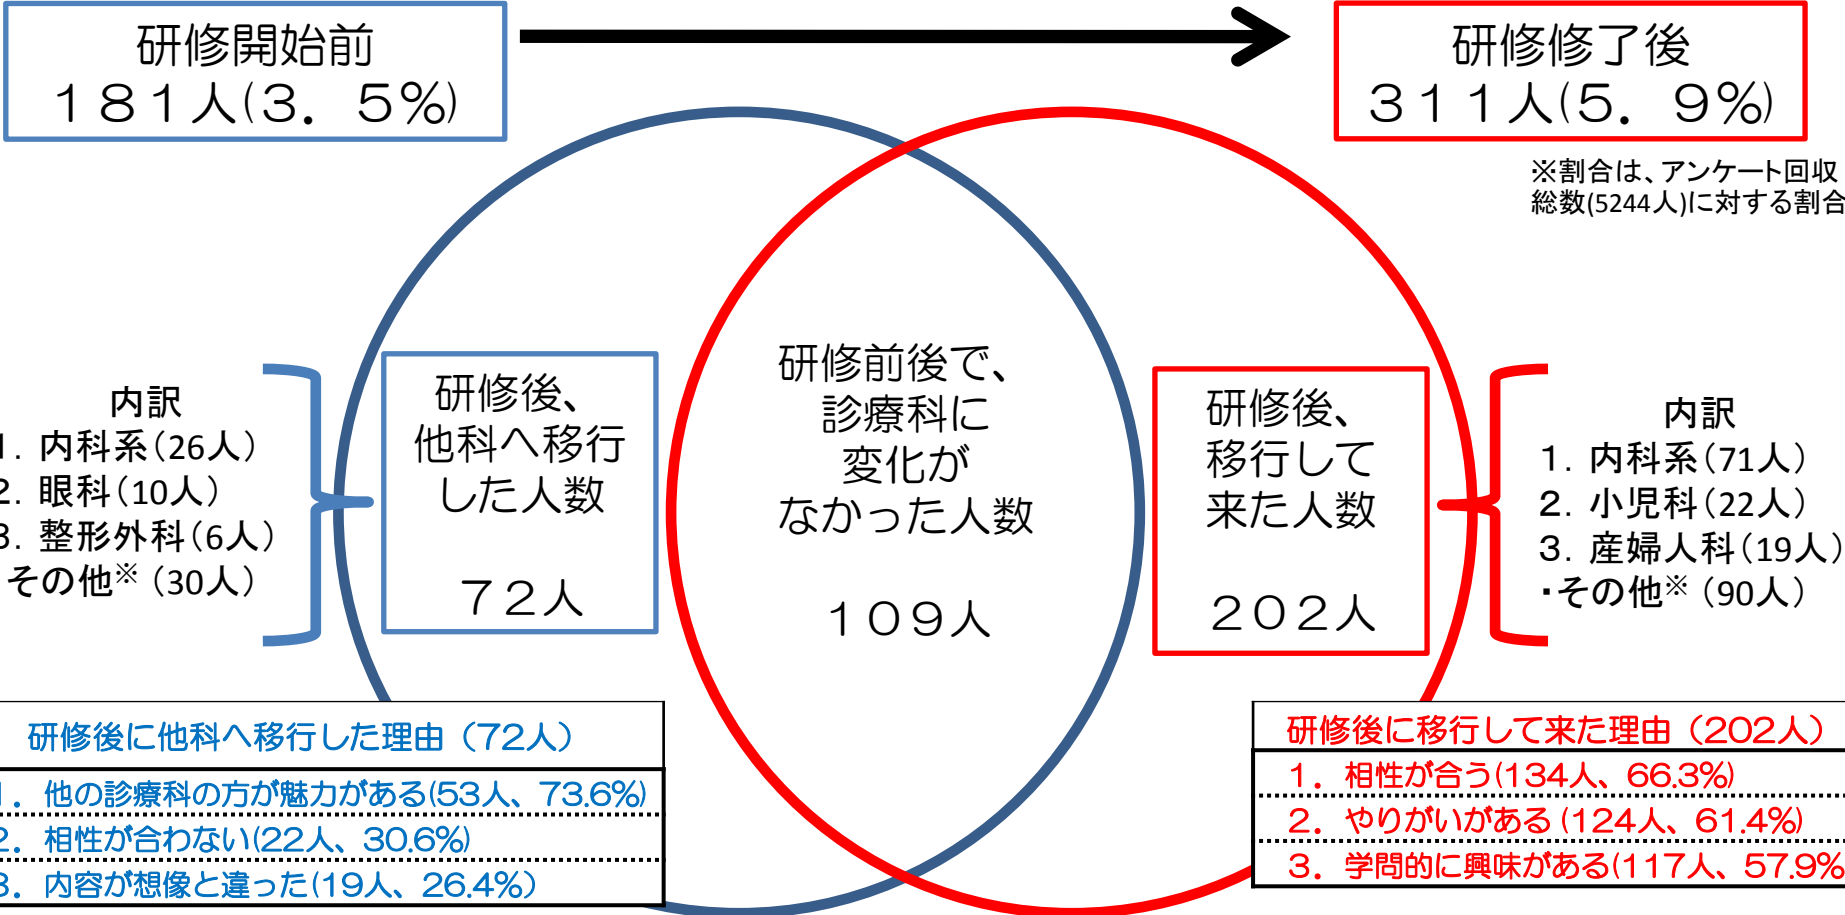 研修開始前
181人(3．5%)
研修修了後
311人(5．9%)
※割合は、アンケート回収
総数(5244人)に対する割合
内訳
1．内科系(26人)
2．眼科(10人)
3．整形外科(6人)
その他※ (30人)
研修後、
他科へ移行
した人数
72人
研修前後で、
診療科に
変化が
なかった人数
109人
研修後、
移行して
来た人数
202人
内訳
1．内科系(71人)
2．小児科(22人)
3．産婦人科(19人)
・その他※ (90人)
研修後に他科へ移行した理由（72人）
1．他の診療科の方が魅力がある(53人、73.6%)
2．相性が合わない(22人、30.6%)
3．内容が想像と違った(19人、26.4%)
研修後に移行して来た理由（202人）
1．相性が合う(134人、66.3%)
2．やりがいがある(124人、61.4%)
3．学問的に興味がある(117人、57.9%